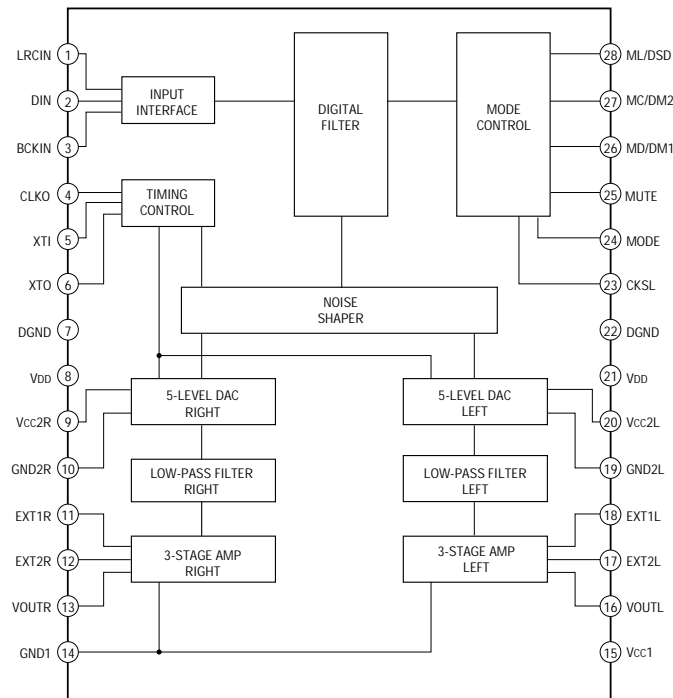 LRCIN 1
DIN 2
BCKIN 3
CLKO 4
XTI 5
XTO 6
DGND 7
VDD 8
VCC2R 9
GND2R 10
EXT1R 11
EXT2R 12
VOUTR 13
GND1 14
INPUT
INTERFACE
TIMING
CONTROL
DIGITAL
FILTER
MODE
CONTROL
NOISE
SHAPER
5-LEVEL DAC
RIGHT
5-LEVEL DAC
LEFT
LOW-PASS FILTER
RIGHT
LOW-PASS FILTER
LEFT
3-STAGE AMP
RIGHT
3-STAGE AMP
LEFT
28 ML/DSD
27 MC/DM2
26 MD/DM1
25 MUTE
24 MODE
23 CKSL
22 DGND
21 VDD
20 VCC2L
19 GND2L
18 EXT1L
17 EXT2L
16 VOUTL
15 VCC1